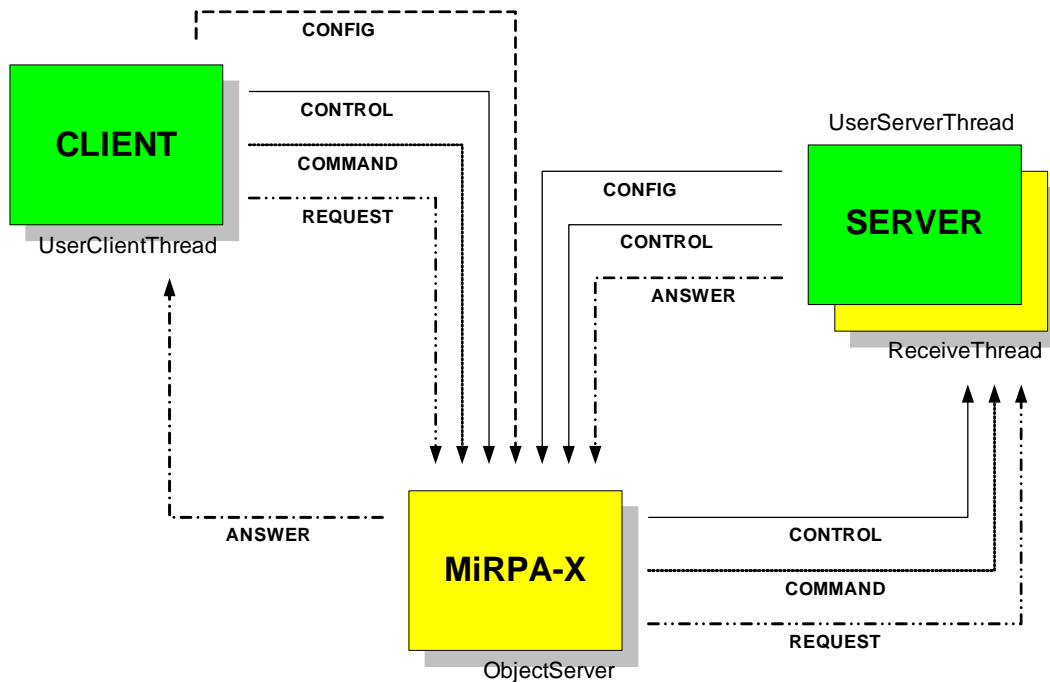 CONFIG
CLIENT
CONTROL
COMMAND
REQUEST
UserClientThread
UserServerThread
SERVER
CONFIG
CONTROL
ANSWER
ReceiveThread
ANSWER
MiRPA-X
ObjectServer
CONTROL
COMMAND
REQUEST